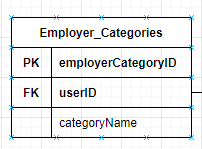 Employer_Categories
PK employerCategoryID
FK userID
categoryName